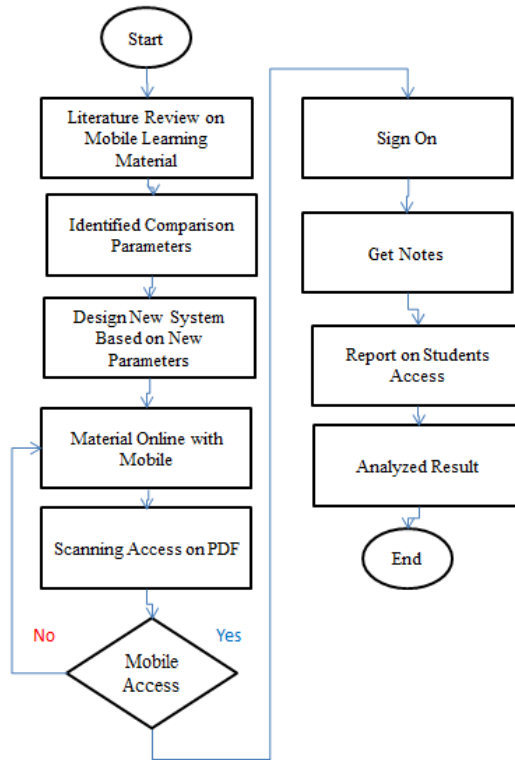 Start
Literature Review on
Mobile Learning
Material
Identified Comparison
Parameters
Design New System
Based on New
Parameters
Material Online with
Mobile
Scanning Access on PDF
No
Yes
Mobile
Access
Sign On
Get Notes
Report on Students
Access
Analyzed Result
End